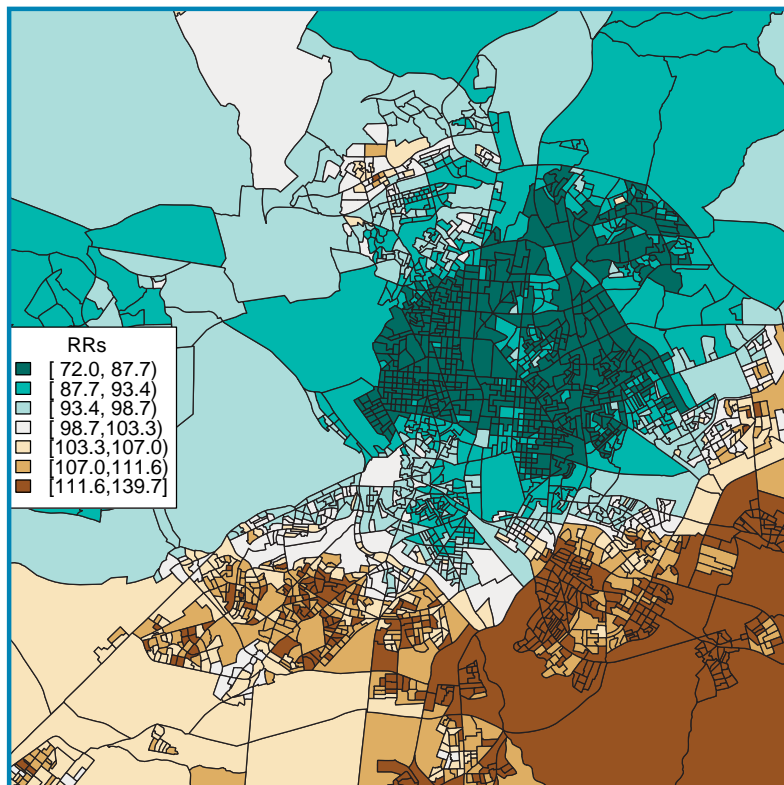 RRs
[ 72.0, 87.7)
[ 87.7, 93.4)
[ 93.4, 98.7)
[ 98.7,103.3)
[103.3,107.0)
[107.0,111.6)
[111.6,139.7]